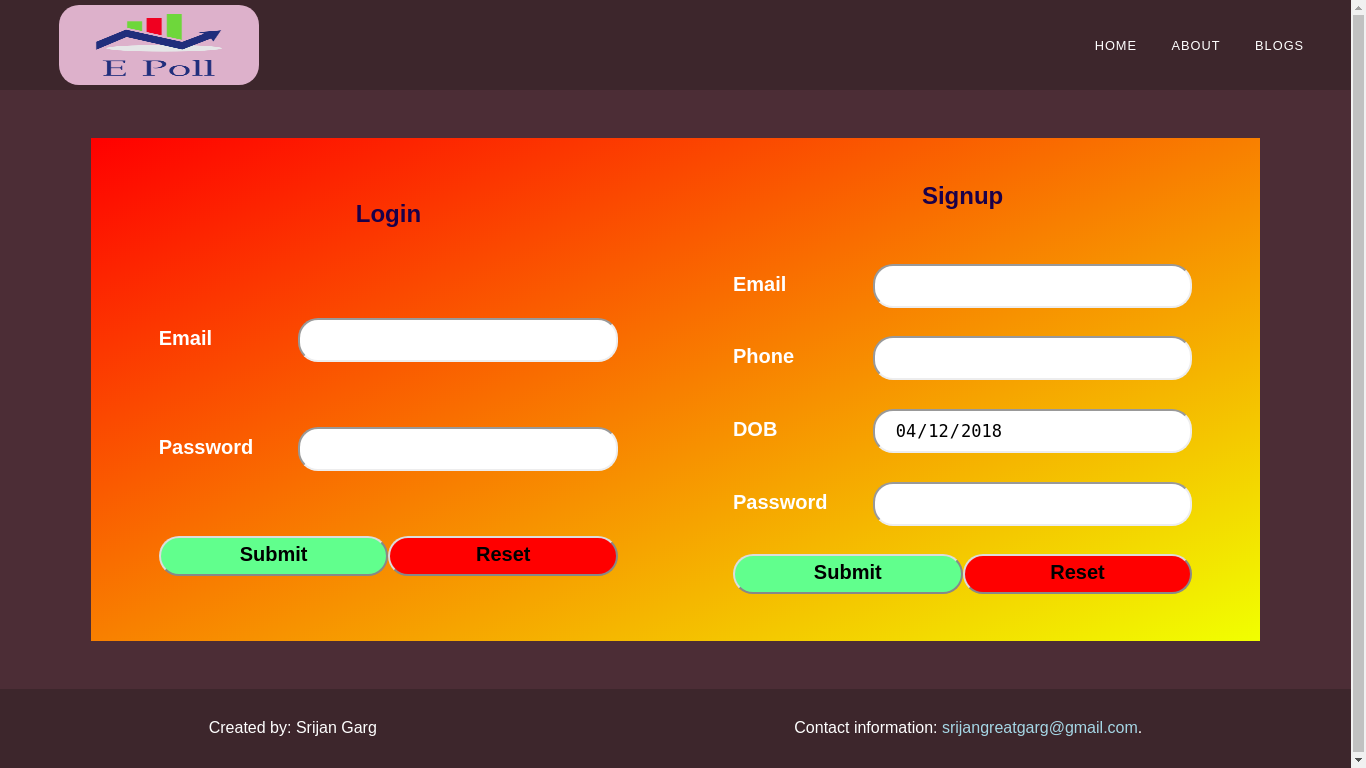 E Poll
HOME ABOUT BLOGS
Login
Email
Password
Submit Reset
Signup
Email
Phone
DOB 04/12/2018
Password
Submit Reset
Created by: Srijan Garg
Contact information: srijangreatgarg@gmail.com.